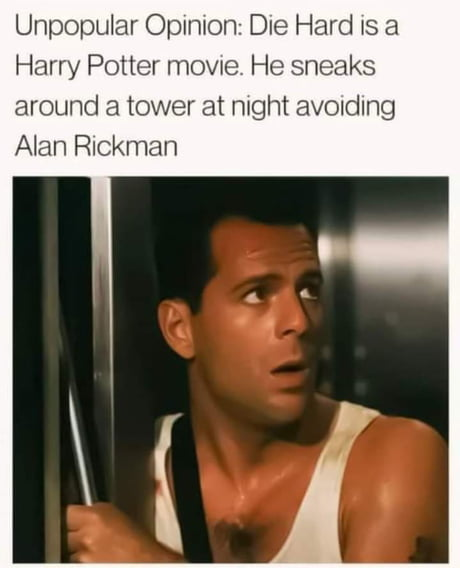 Unpopular Opinion: Die Hard is a
Harry Potter movie. He sneaks
around a tower at night avoiding
Alan Rickman